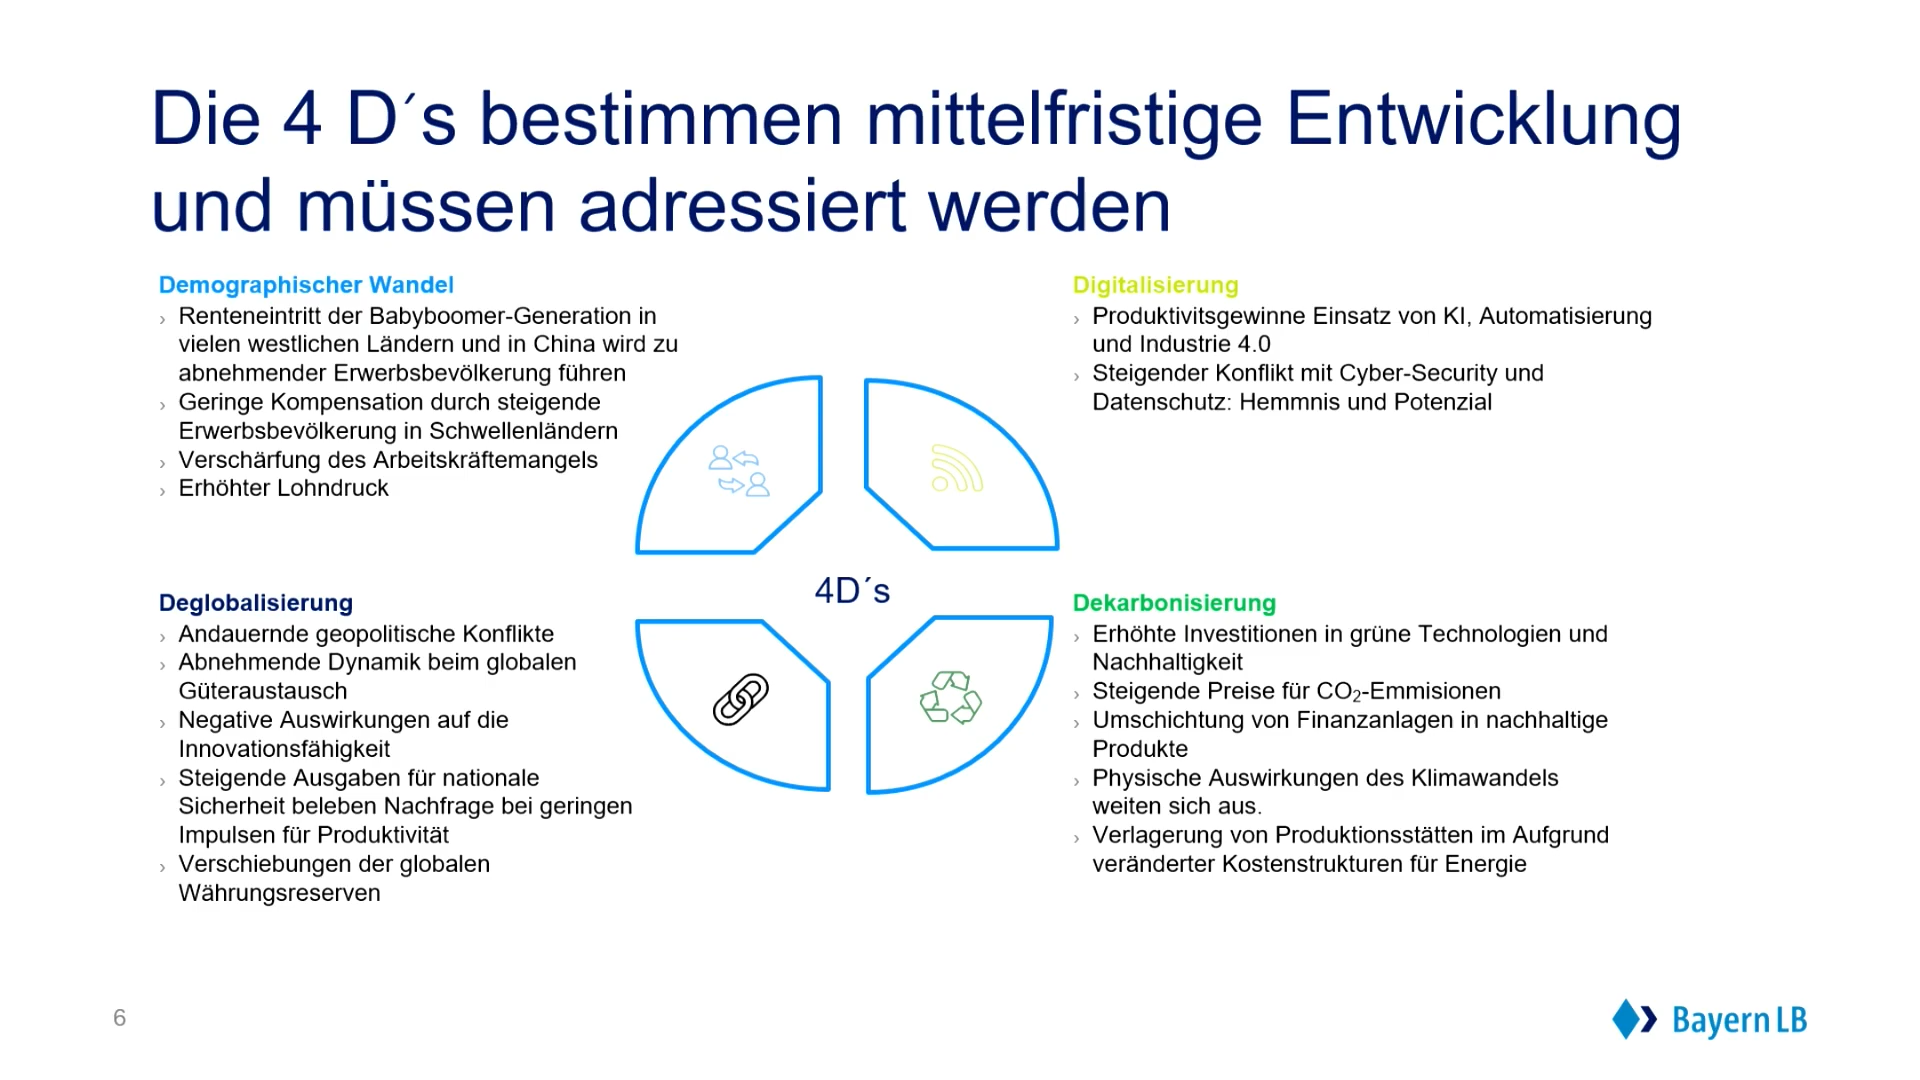 Die 4 D´s bestimmen mittelfristige Entwicklung
und müssen adressiert werden
Demographischer Wandel
› Renteneintritt der Babyboomer-Generation in
vielen westlichen Ländern und in China wird zu
abnehmender Erwerbsbevölkerung führen
› Geringe Kompensation durch steigende
Erwerbsbevölkerung in Schwellenländern
› Verschärfung des Arbeitskräftemangels
› Erhöhter Lohndruck
Digitalisierung
› Produktivitsgewinne Einsatz von KI, Automatisierung
und Industrie 4.0
› Steigender Konflikt mit Cyber-Security und
Datenschutz: Hemmnis und Potenzial
4D´s
Deglobalisierung
› Andauernde geopolitische Konflikte
› Abnehmende Dynamik beim globalen
Güteraustausch
› Negative Auswirkungen auf die
Innovationsfähigkeit
› Steigende Ausgaben für nationale
Sicherheit beleben Nachfrage bei geringen
Impulsen für Produktivität
› Verschiebungen der globalen
Währungsreserven
Dekarbonisierung
› Erhöhte Investitionen in grüne Technologien und
Nachhaltigkeit
› Steigende Preise für CO₂-Emmisionen
› Umschichtung von Finanzanlagen in nachhaltige
Produkte
› Physische Auswirkungen des Klimawandels
weiten sich aus.
› Verlagerung von Produktionsstätten im Aufgrund
veränderter Kostenstrukturen für Energie
6
Bayern LB